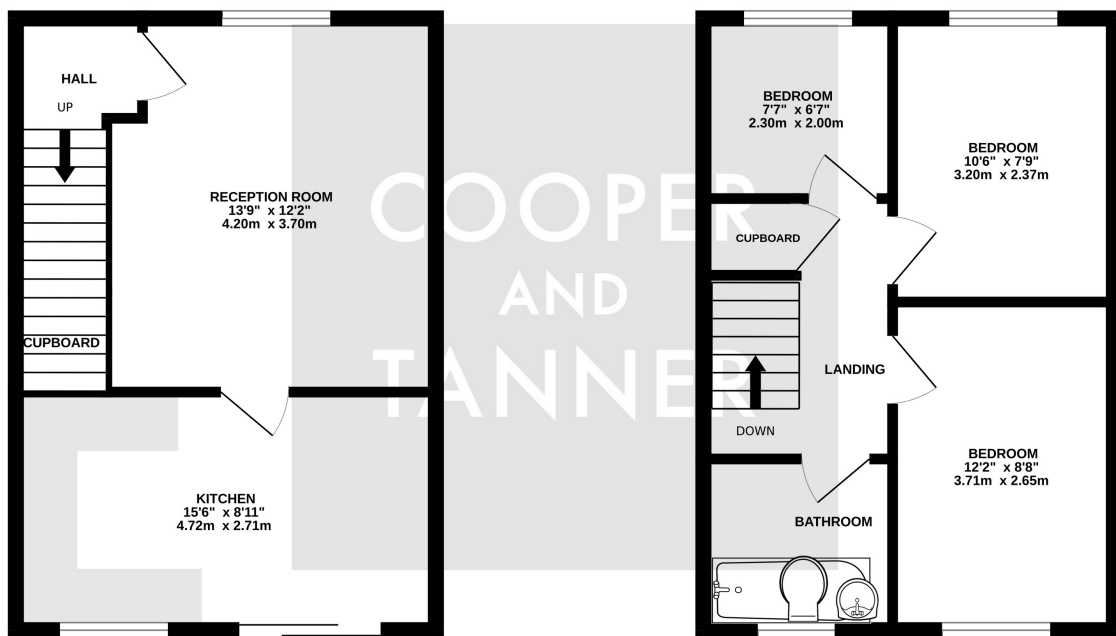 HALL
UP
RECEPTION ROOM
13'9" x 12'2"
4.20m x 3.70m
CUPBOARD
KITCHEN
15'6" x 8'11"
4.72m x 2.71m
COOPER
AND
TANNER
BEDROOM
7'7" x 6'7"
2.30m x 2.00m
BEDROOM
10'6" x 7'9"
3.20m x 2.37m
CUPBOARD
LANDING
DOWN
BEDROOM
12'2" x 8'8"
3.71m x 2.65m
BATHROOM